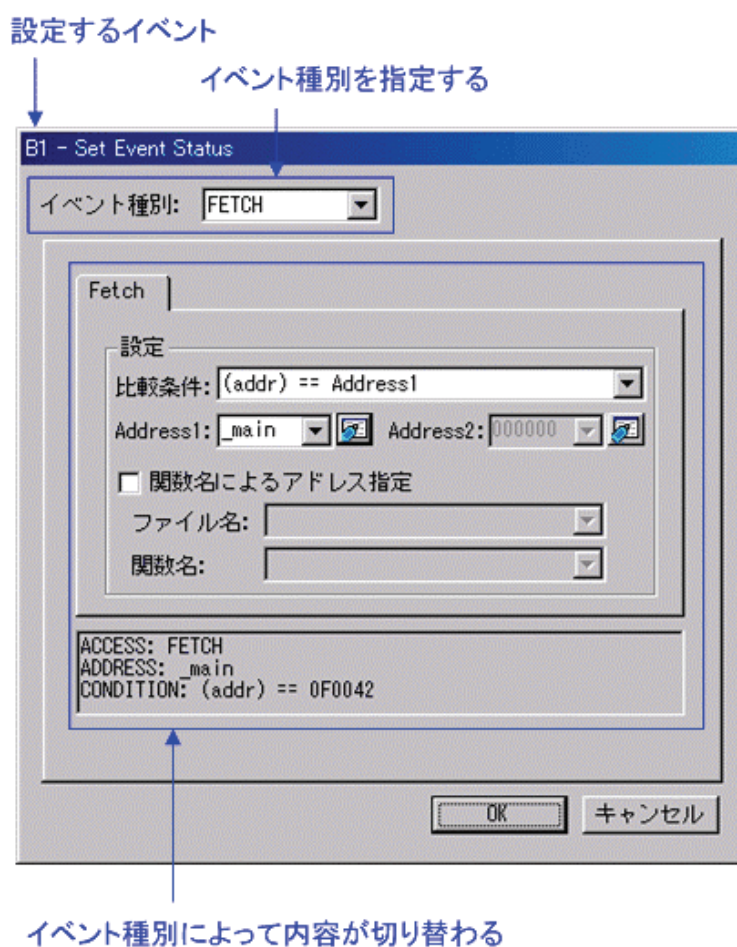 設定するイベント
イベント種別を指定する
B1 - Set Event Status
イベント種別: FETCH
Fetch
設定
比較条件: (addr) == Address1
Address1: _main Address2: 000000
関数名によるアドレス指定
ファイル名:
関数名:
ACCESS: FETCH
ADDRESS: _main
CONDITION: (addr) == 0F0042
OK キャンセル
イベント種別によって内容が切り替わる